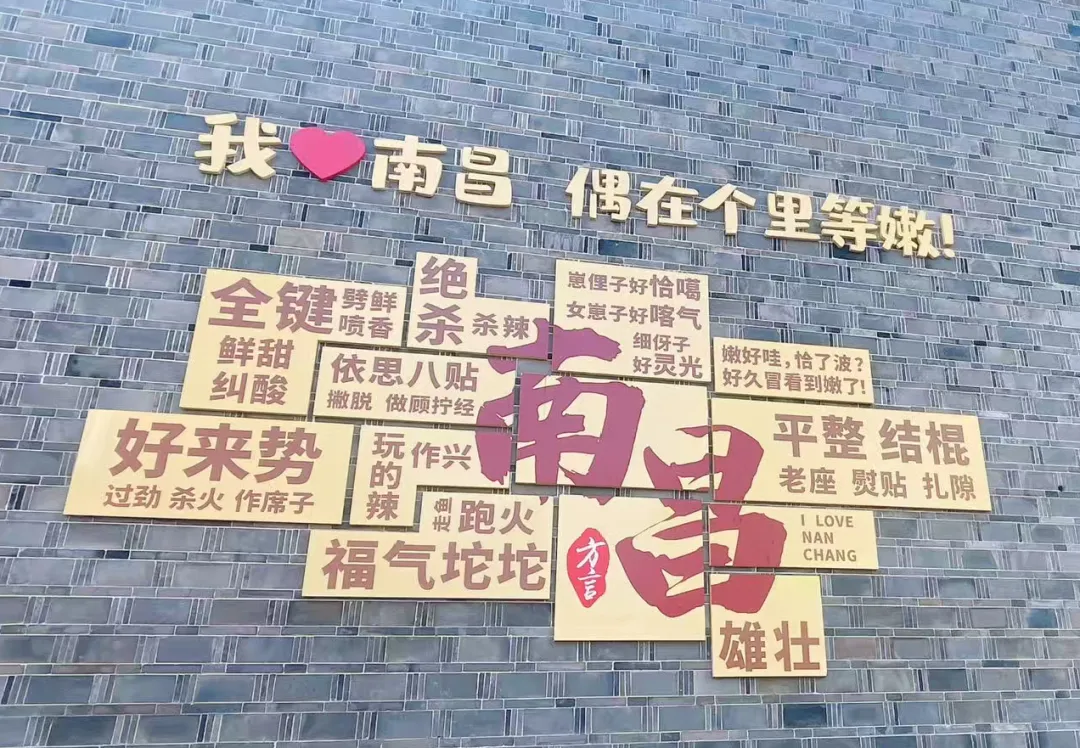 我❤南昌 偶在个里等嫩!
绝杀
杀辣
崽俚子好恰噶
女崽子好喀气
细伢子
好灵光
全键
劈鲜
喷香
鲜甜
纠酸
依思八贴
撇脱 做顾拧经
嫩好哇,恰了波?
好久冒看到嫩了!
好来势
过劲 杀火 作席子
玩的辣
作兴
南昌
平整 结棍
老座 熨贴 扎隙
走鱼
跑火
福气坨坨
方言
I LOVE
NAN
CHANG
雄壮